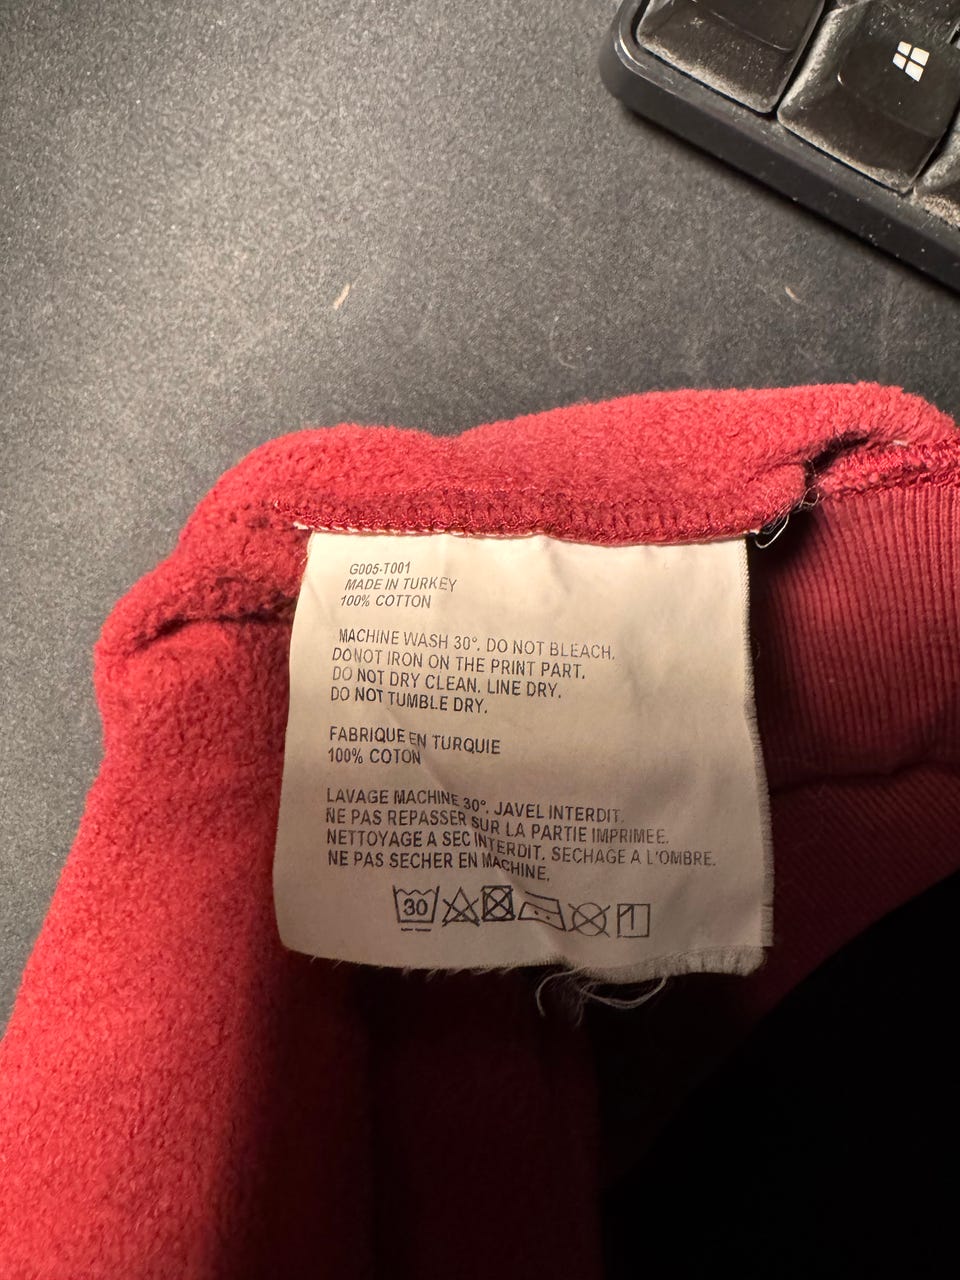 G005-T001
MADE IN TURKEY
100% COTTON
MACHINE WASH 30°. DO NOT BLEACH.
DONOT IRON ON THE PRINT PART.
DO NOT DRY CLEAN. LINE DRY.
DO NOT TUMBLE DRY.
FABRIQUE EN TURQUIE
100% COTON
LAVAGE MACHINE 30°. JAVEL INTERDIT.
NE PAS REPASSER SUR LA PARTIE IMPRIMEE.
NETTOYAGE A SEC INTERDIT. SECHAGE A L'OMBRE.
NE PAS SECHER EN MACHINE.
30